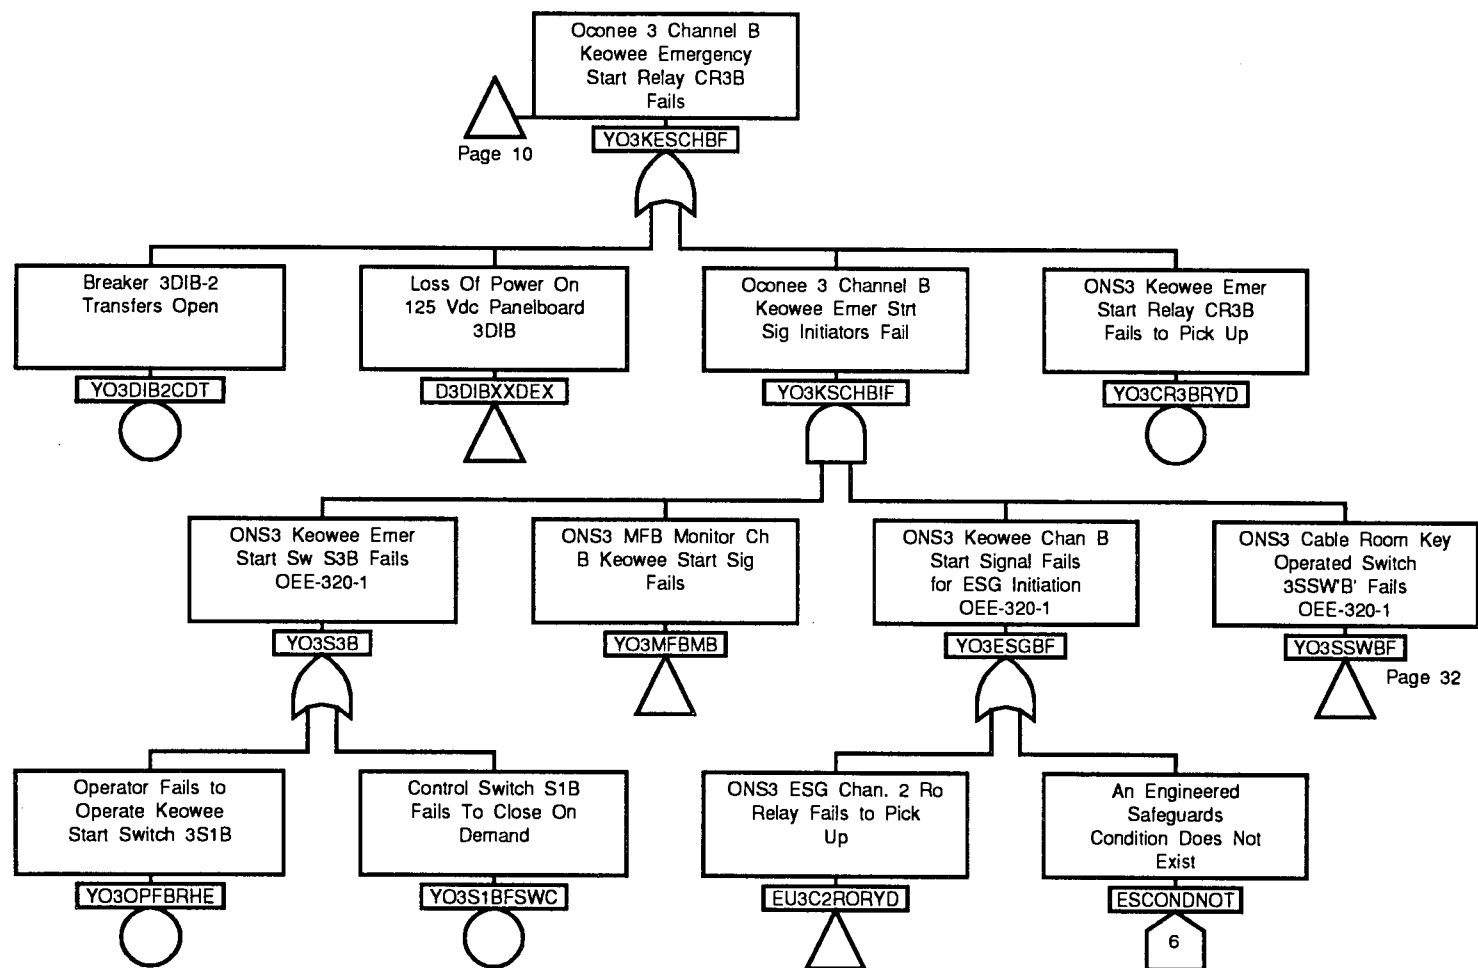 Oconee 3 Channel B
Keowee Emergency
Start Relay CR3B
Fails
YO3KESCHBF
Page 10
Breaker 3DIB-2
Transfers Open
YO3DIB2CDT
Loss Of Power On
125 Vdc Panelboard
3DIB
D3DIBXXDEX
Oconee 3 Channel B
Keowee Emer Strt
Sig Initiators Fail
YO3KSCHBIF
ONS3 Keowee Emer
Start Relay CR3B
Fails to Pick Up
YO3CR3BRYD
ONS3 Keowee Emer
Start Sw S3B Fails
OEE-320-1
YO3S3B
ONS3 MFB Monitor Ch
B Keowee Start Sig
Fails
YO3MFBMB
ONS3 Keowee Chan B
Start Signal Fails
for ESG Initiation
OEE-320-1
YO3ESGBF
ONS3 Cable Room Key
Operated Switch
3SSW'B' Fails
OEE-320-1
YO3SSWBF
Page 32
Operator Fails to
Operate Keowee
Start Switch 3S1B
YO3OPFBRHE
Control Switch S1B
Fails To Close On
Demand
YO3S1BFSWC
ONS3 ESG Chan. 2 Ro
Relay Fails to Pick
Up
EU3C2RORYD
An Engineered
Safeguards
Condition Does Not
Exist
ESCONDNOT
6